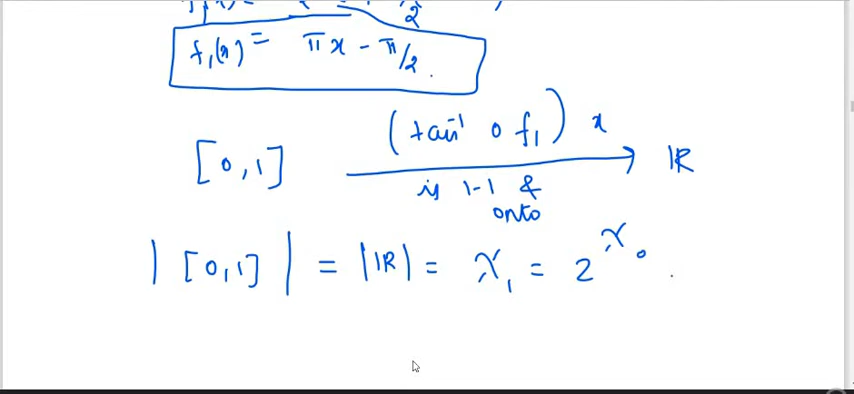 f₁(x) = πx - π/2.
[0,1] (tan⁻¹ o f₁) x → ℝ
is 1-1 &
onto
| [0,1] | = |ℝ| = ℵ₁ = 2^ℵ₀.